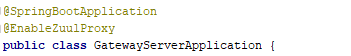 @SpringBootApplication
@EnableZuulProxy
public class GatewayServerApplication {